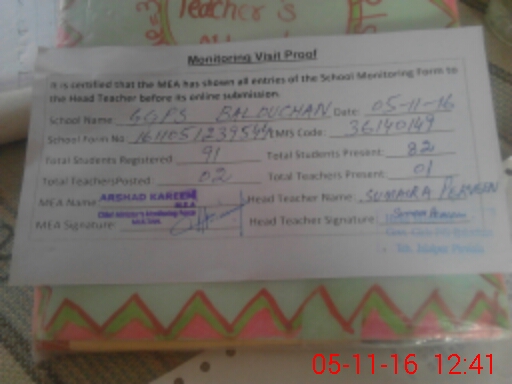 Teacher's
Monitoring Visit Proof
It is certified that the MEA has shown all entries of the School Monitoring Form to
the Head Teacher before its online submission.
School Name: GGPS BALOUCHAN Date: 05-11-16
School Form No. EMIS Code: 36140149
Total Students Registered 91 Total Students Present: 82
Total Teachers Posted: 02 Total Teachers Present: 01
MEA Name: ARSHAD KAREEM Head Teacher Name: SUMAIRA PERVEEN
M.E.A
MEA Signature: Head Teacher Signature:
05-11-16 12:41